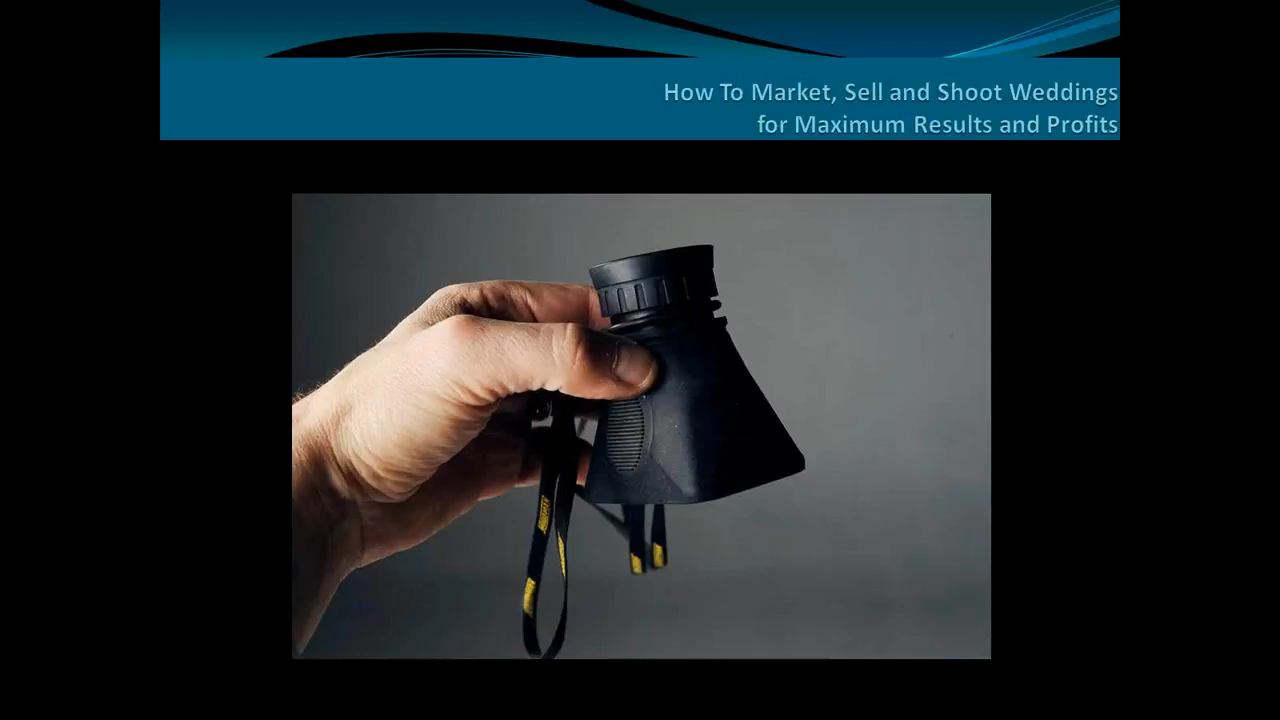 How To Market, Sell and Shoot Weddings
for Maximum Results and Profits